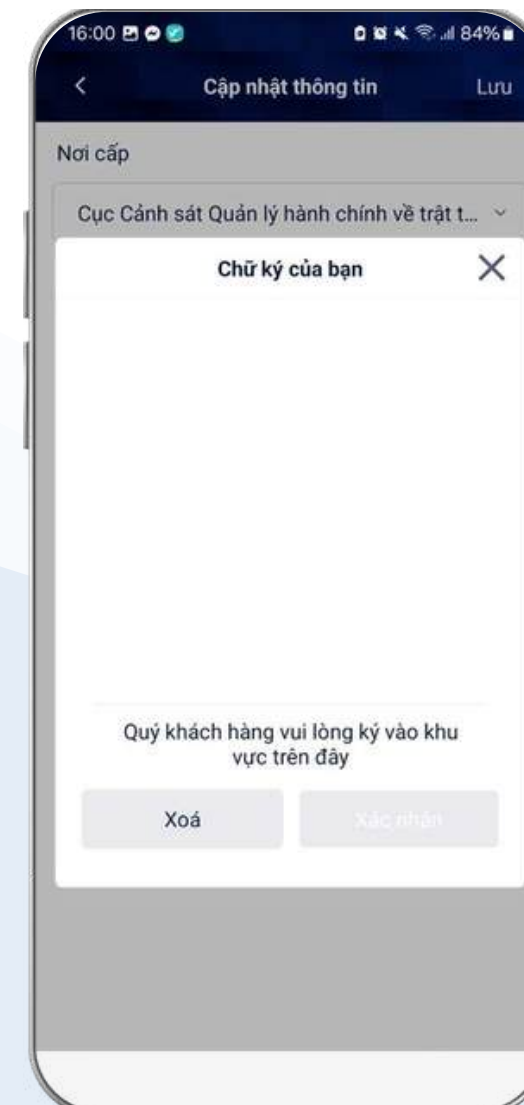 16:00 84%
Cập nhật thông tin Lưu
Nơi cấp
Cục Cảnh sát Quản lý hành chính về trật t...
Chữ ký của bạn
Quý khách hàng vui lòng ký vào khu
vực trên đây
Xoá Xác nhận